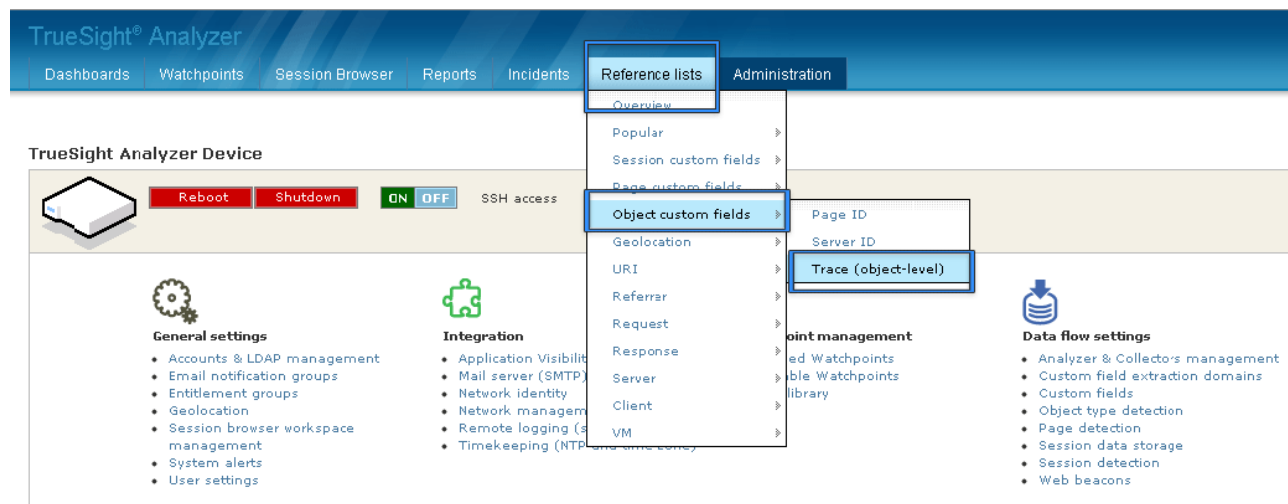 TrueSight® Analyzer
Dashboards Watchpoints Session Browser Reports Incidents Reference lists Administration
Overview
Popular
Session custom fields
Page custom fields
Object custom fields
Geolocation
URI
Referrer
Request
Response
Server
Client
VM
Page ID
Server ID
Trace (object-level)
TrueSight Analyzer Device
Reboot Shutdown ON OFF SSH access
General settings
Accounts & LDAP management
Email notification groups
Entitlement groups
Geolocation
Session browser workspace
management
System alerts
User settings
Integration
Application Visibilit
Mail server (SMTP)
Network identity
Network managem
Remote logging (s
Timekeeping (NTP and time zone)
oint management
ed Watchpoints
ble Watchpoints
library
Data flow settings
Analyzer & Collectors management
Custom field extraction domains
Custom fields
Object type detection
Page detection
Session data storage
Session detection
Web beacons